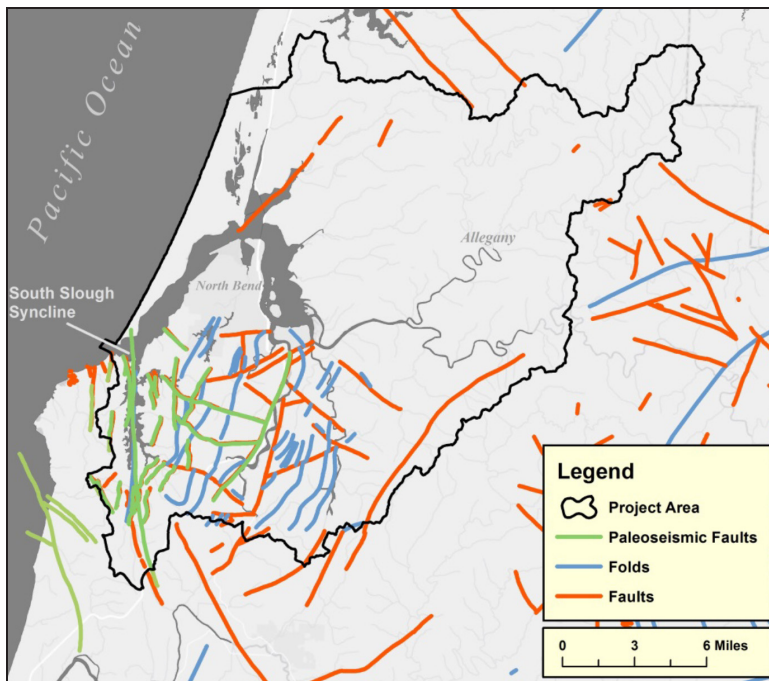 Pacific Ocean
Allegany
North Bend
South Slough
Syncline
Legend
Project Area
Paleoseismic Faults
Folds
Faults
0 3 6 Miles